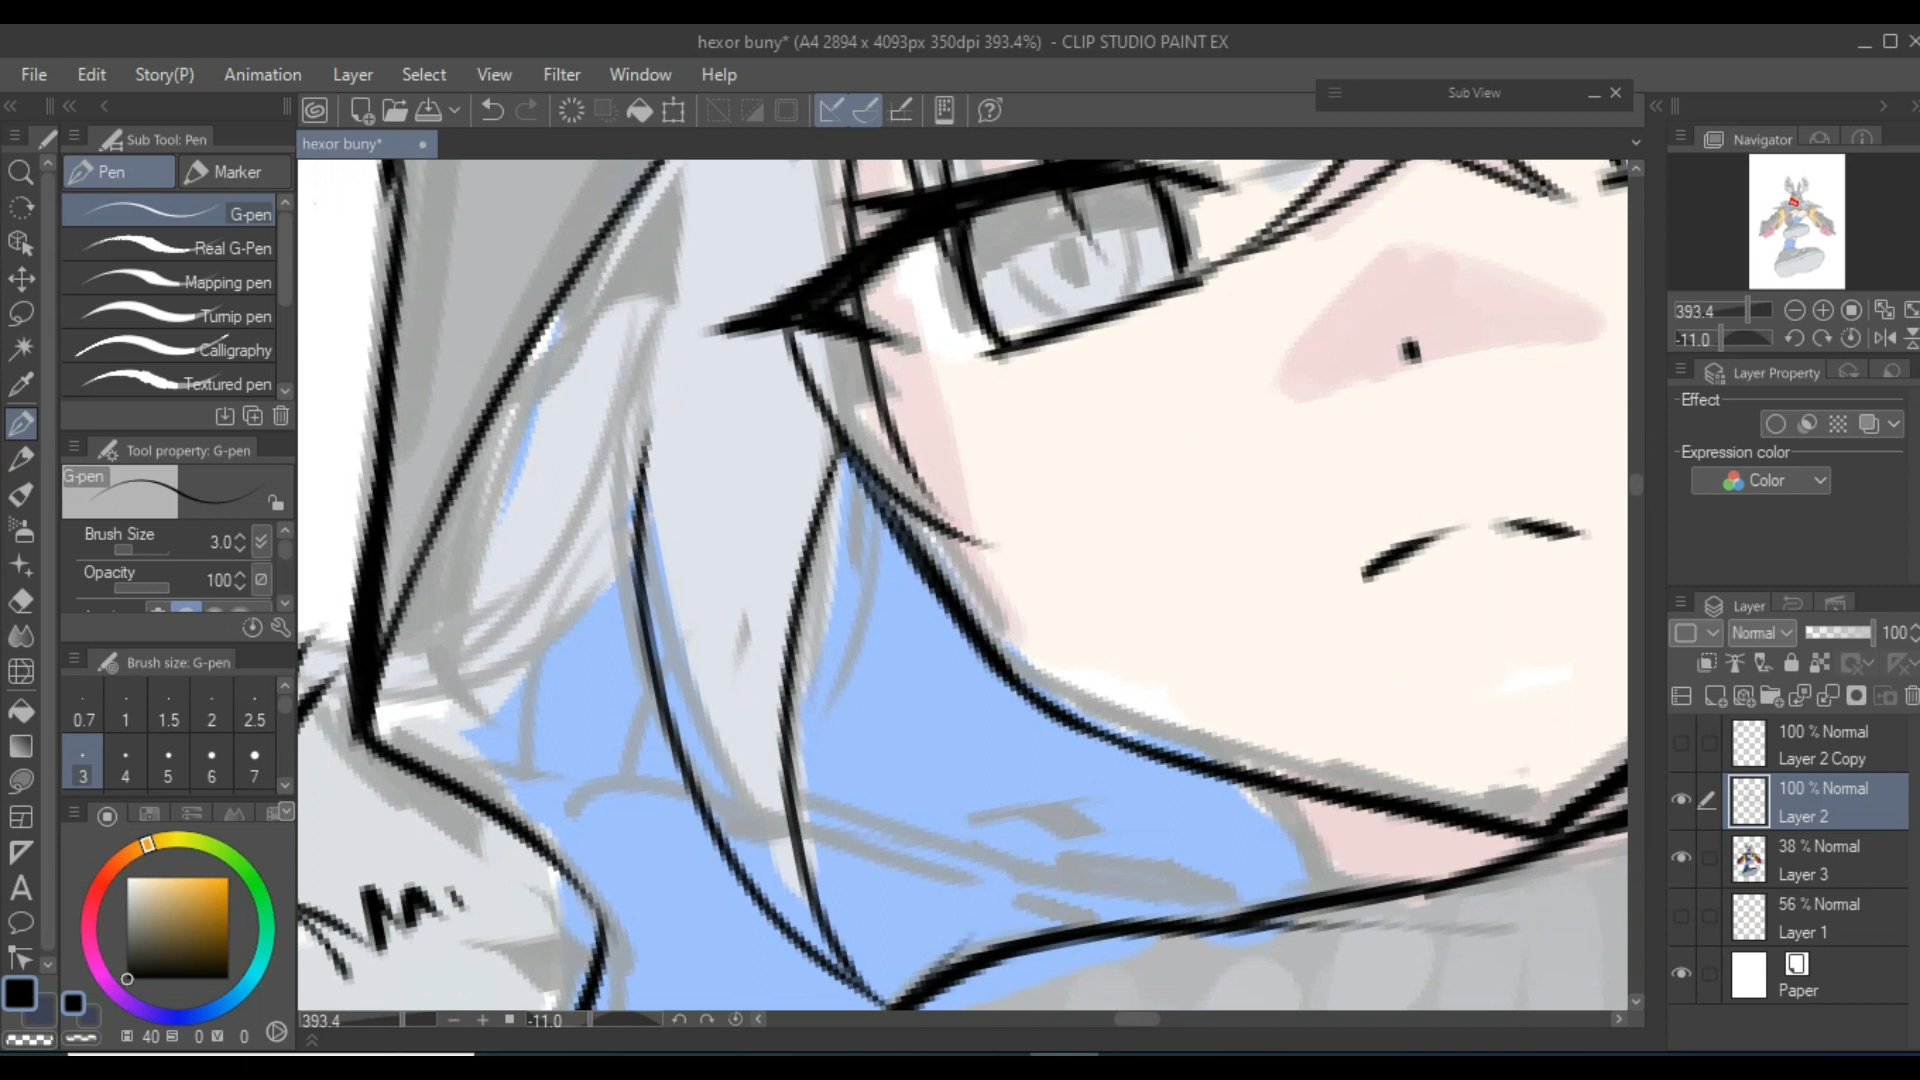 hexor buny* (A4 2894 x 4093px 350dpi 393.4%) - CLIP STUDIO PAINT EX
File Edit Story(P) Animation Layer Select View Filter Window Help
Sub View
Sub Tool: Pen
hexor buny*
Navigator
Pen Marker
G-pen
Real G-Pen
Mapping pen
Turnip pen
Calligraphy
Textured pen
393.4
-11.0
Layer Property
Effect
Expression color
Color
Tool property: G-pen
G-pen
Brush Size 3.0
Opacity 100
Brush size: G-pen
0.7 1 1.5 2 2.5
3 4 5 6 7
Layer
Normal 100
100 % Normal
Layer 2 Copy
100 % Normal
Layer 2
38 % Normal
Layer 3
56 % Normal
Layer 1
Paper
40 0 0
393.4 -11.0